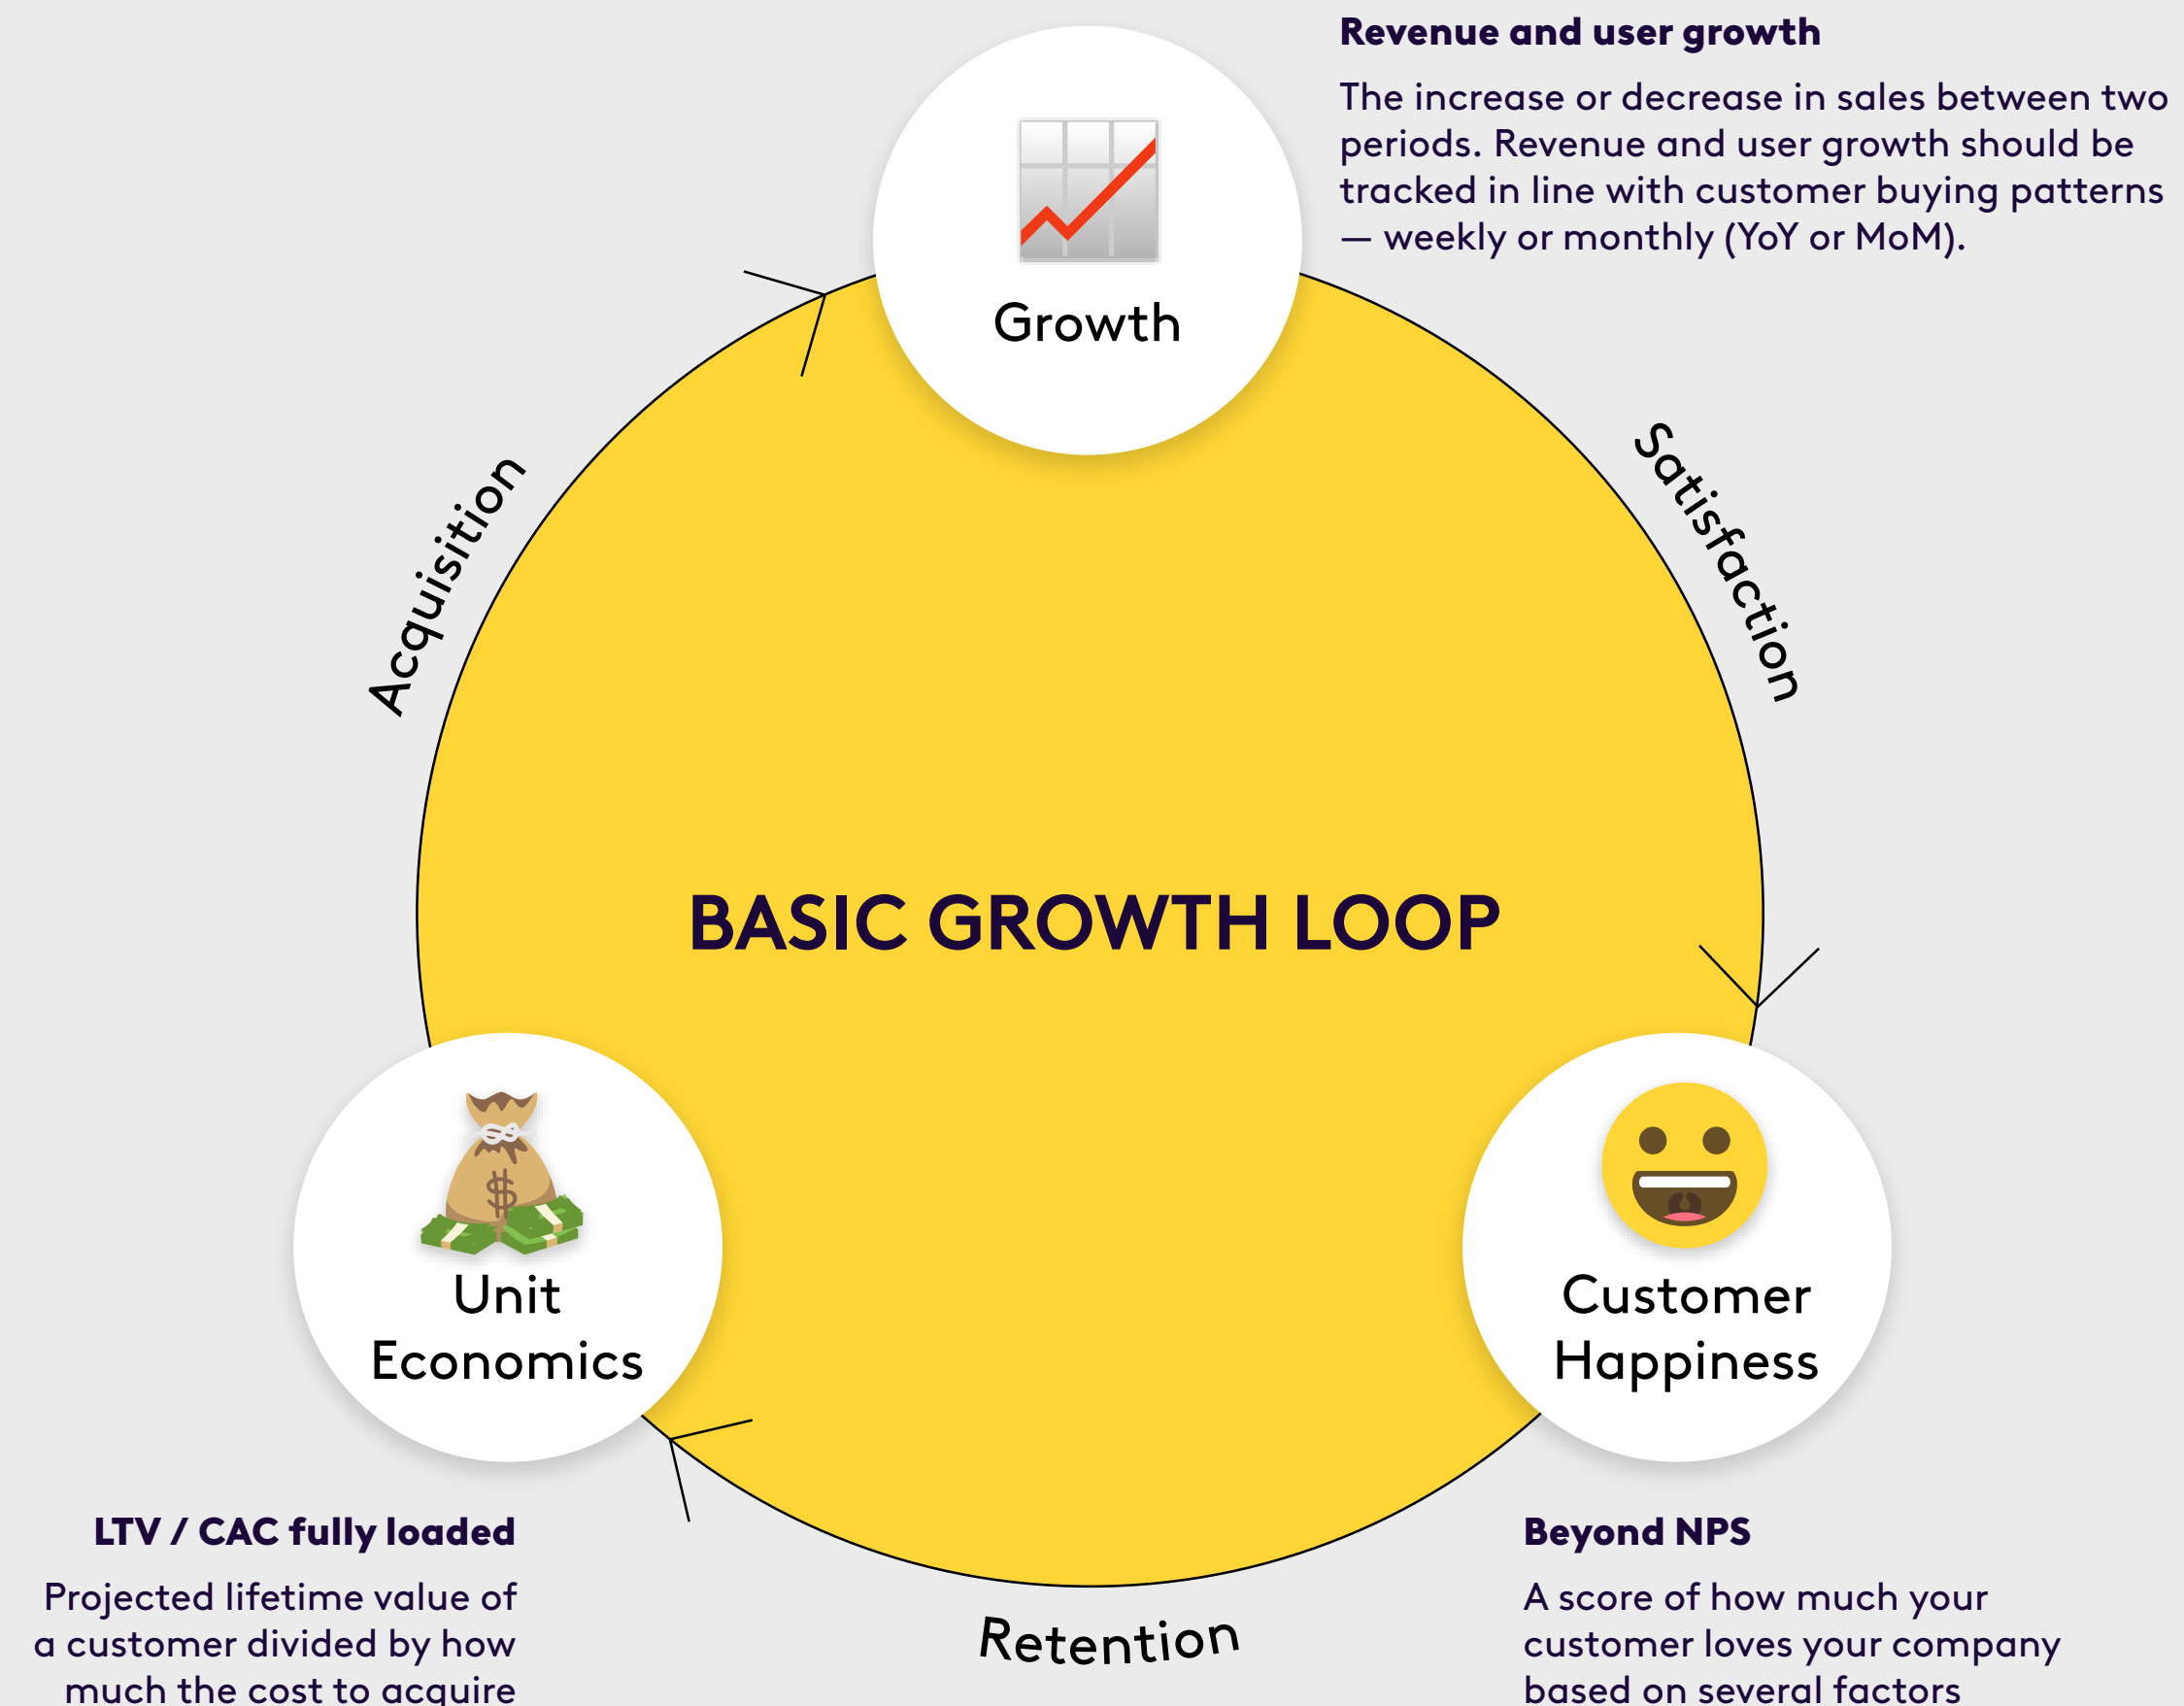 Revenue and user growth
The increase or decrease in sales between two
periods. Revenue and user growth should be
tracked in line with customer buying patterns
— weekly or monthly (YoY or MoM).
Growth
Acquisition
Satisfaction
BASIC GROWTH LOOP
Unit
Economics
Customer
Happiness
Retention
LTV / CAC fully loaded
Projected lifetime value of
a customer divided by how
much the cost to acquire
Beyond NPS
A score of how much your
customer loves your company
based on several factors